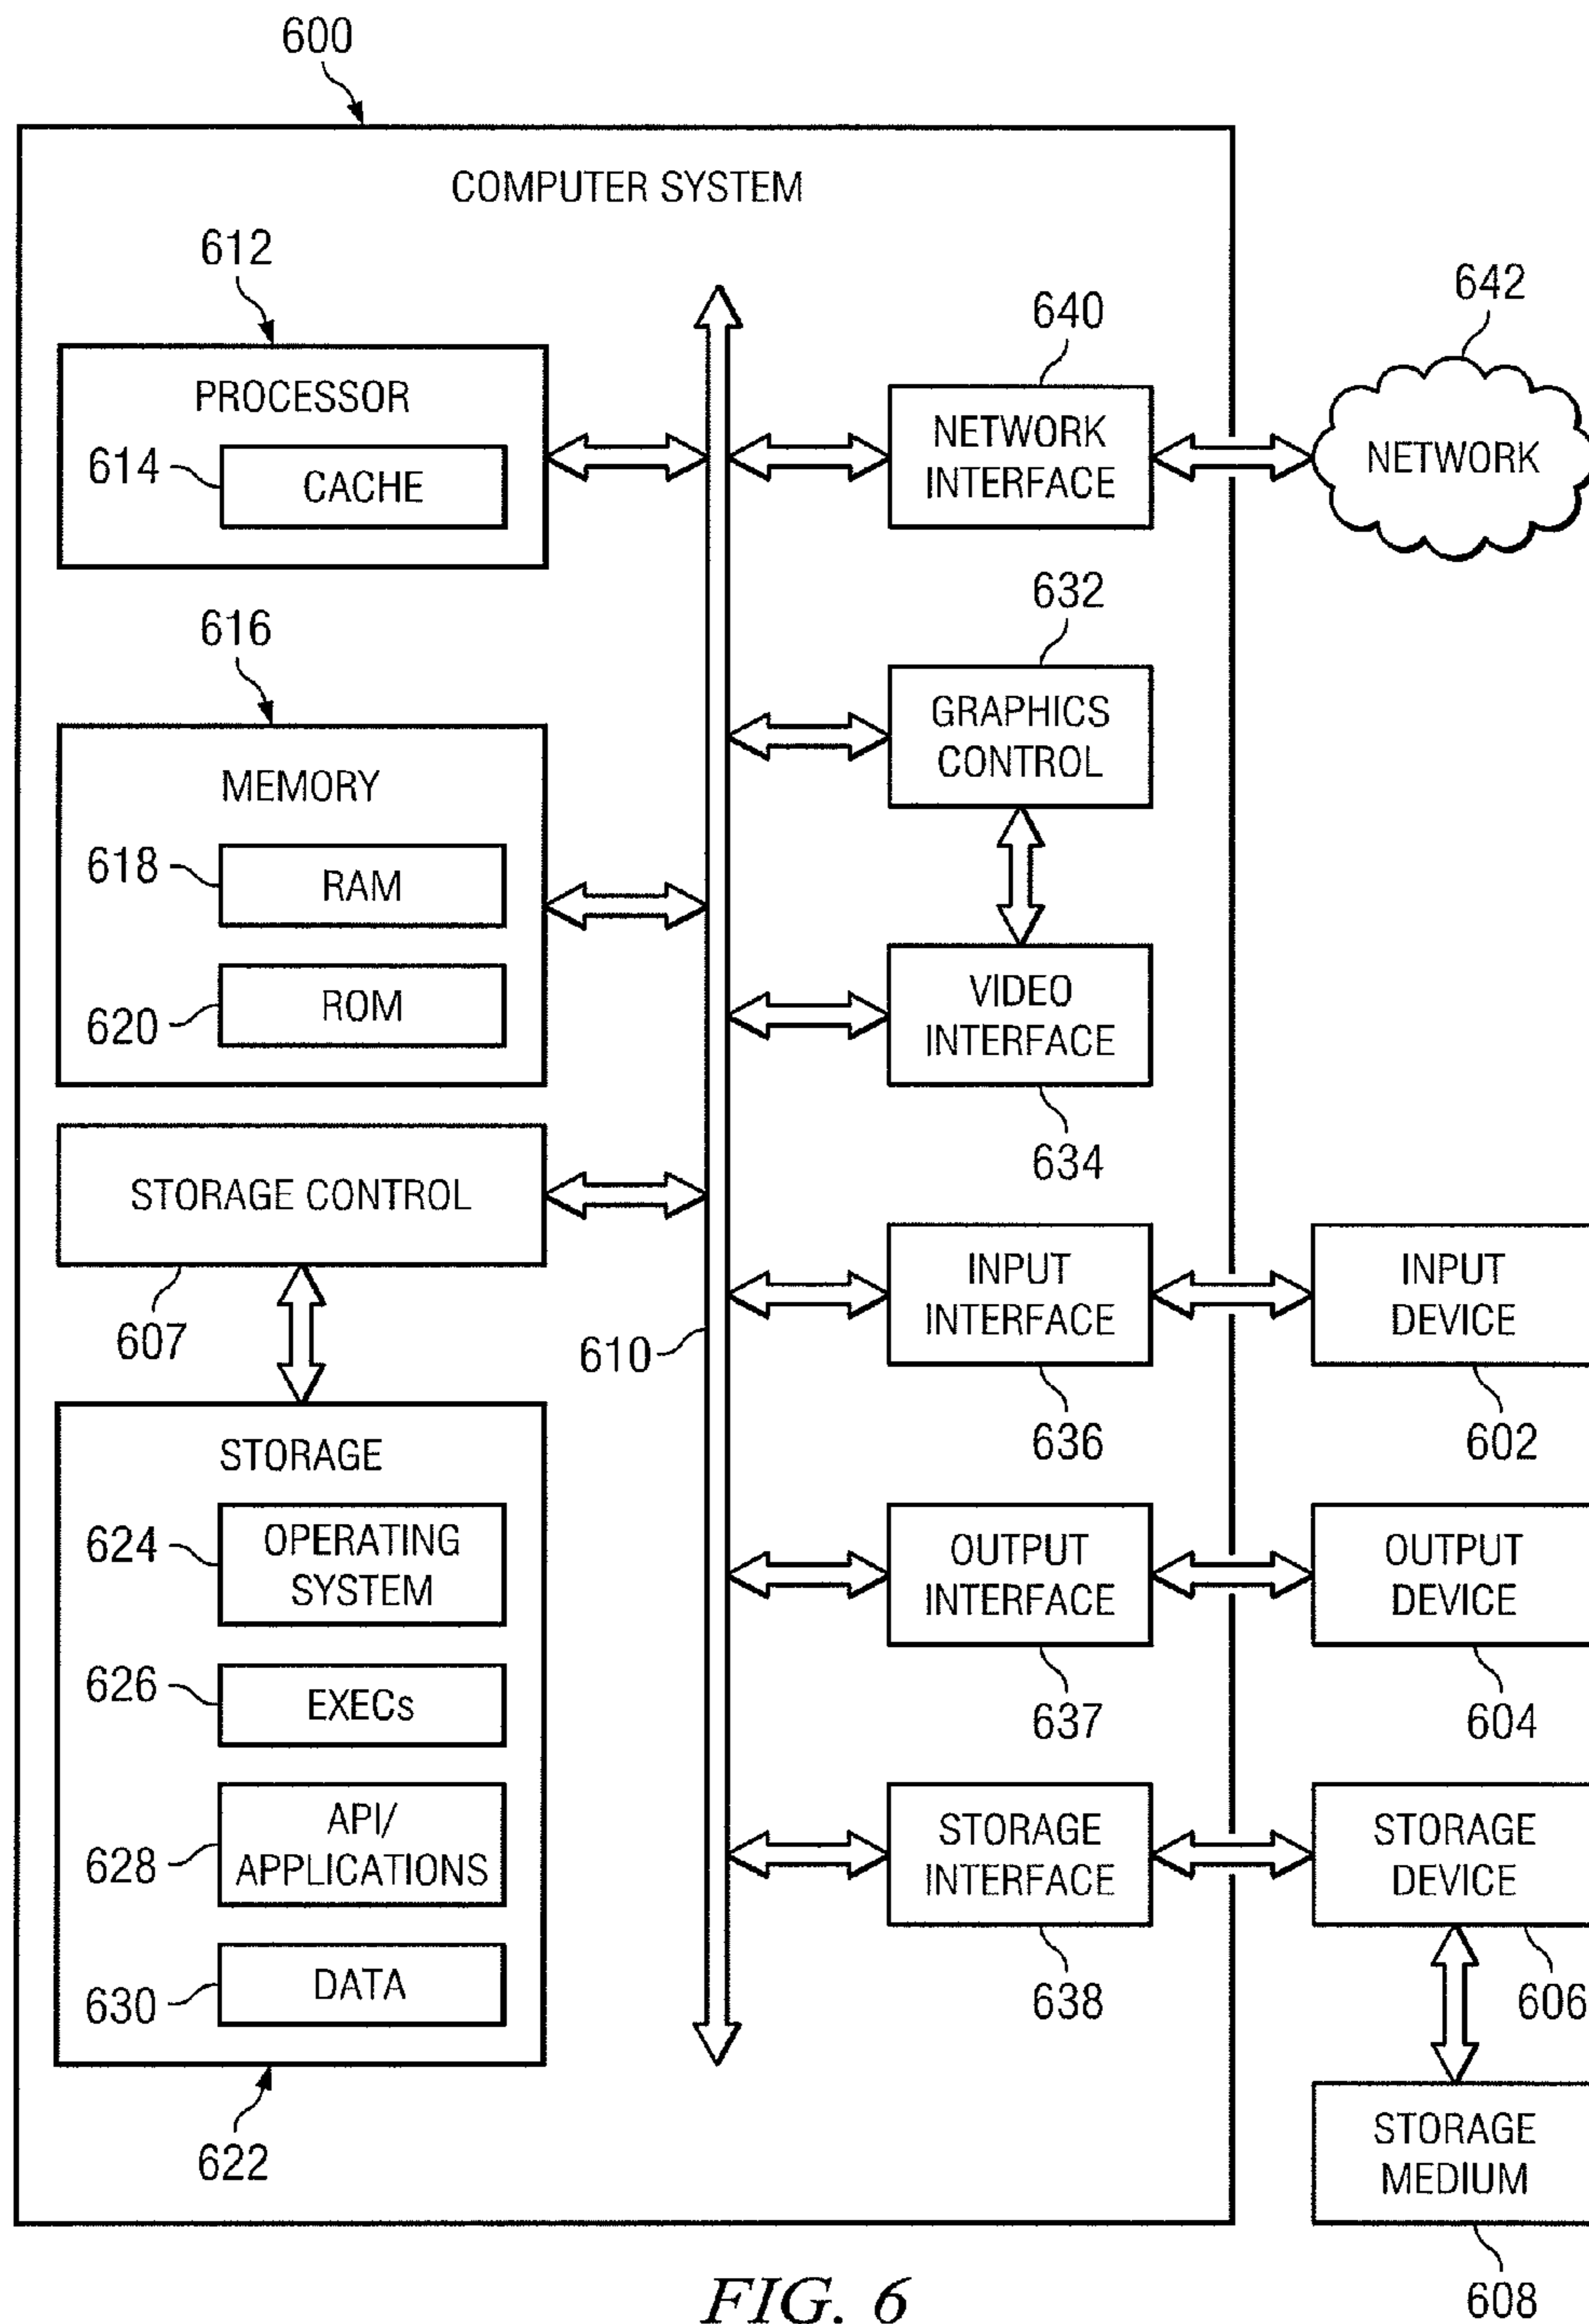 600
COMPUTER SYSTEM
612
PROCESSOR
614
CACHE
616
MEMORY
618
RAM
620
ROM
STORAGE CONTROL
607
STORAGE
624
OPERATING
SYSTEM
626
EXECs
628
API/
APPLICATIONS
630
DATA
622
610
640
NETWORK
INTERFACE
642
NETWORK
632
GRAPHICS
CONTROL
VIDEO
INTERFACE
634
INPUT
INTERFACE
636
INPUT
DEVICE
602
OUTPUT
INTERFACE
637
OUTPUT
DEVICE
604
STORAGE
INTERFACE
638
STORAGE
DEVICE
606
STORAGE
MEDIUM
608
FIG. 6